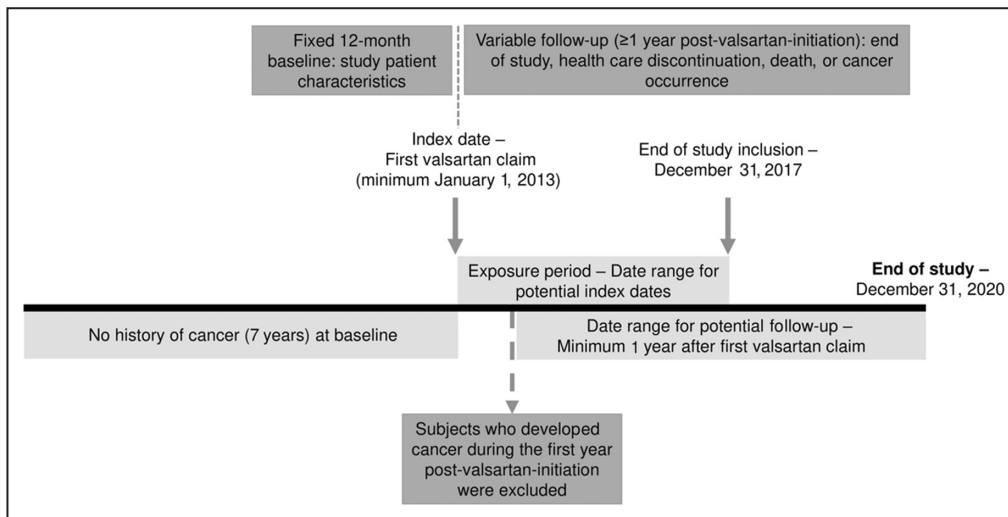 Fixed 12-month
baseline: study patient
characteristics
Variable follow-up (≥1 year post-valsartan-initiation): end
of study, health care discontinuation, death, or cancer
occurrence
Index date –
First valsartan claim
(minimum January 1, 2013)
End of study inclusion –
December 31, 2017
Exposure period – Date range for
potential index dates
End of study –
December 31, 2020
No history of cancer (7 years) at baseline
Date range for potential follow-up –
Minimum 1 year after first valsartan claim
Subjects who developed
cancer during the first year
post-valsartan-initiation
were excluded